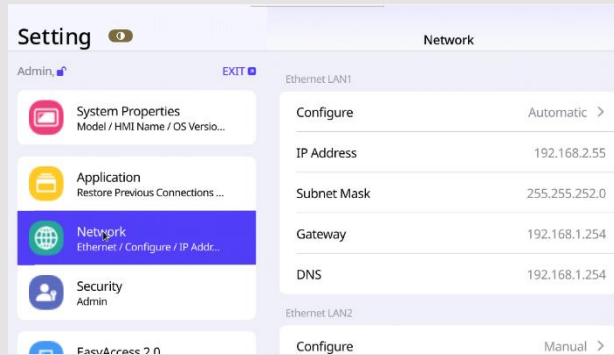 Setting
Admin,
EXIT
System Properties
Model / HMI Name / OS Versio...
Application
Restore Previous Connections ...
Network
Ethernet / Configure / IP Addr...
Security
Admin
EasyAccess 2.0
Network
Ethernet LAN1
Configure Automatic >
IP Address 192.168.2.55
Subnet Mask 255.255.252.0
Gateway 192.168.1.254
DNS 192.168.1.254
Ethernet LAN2
Configure Manual >